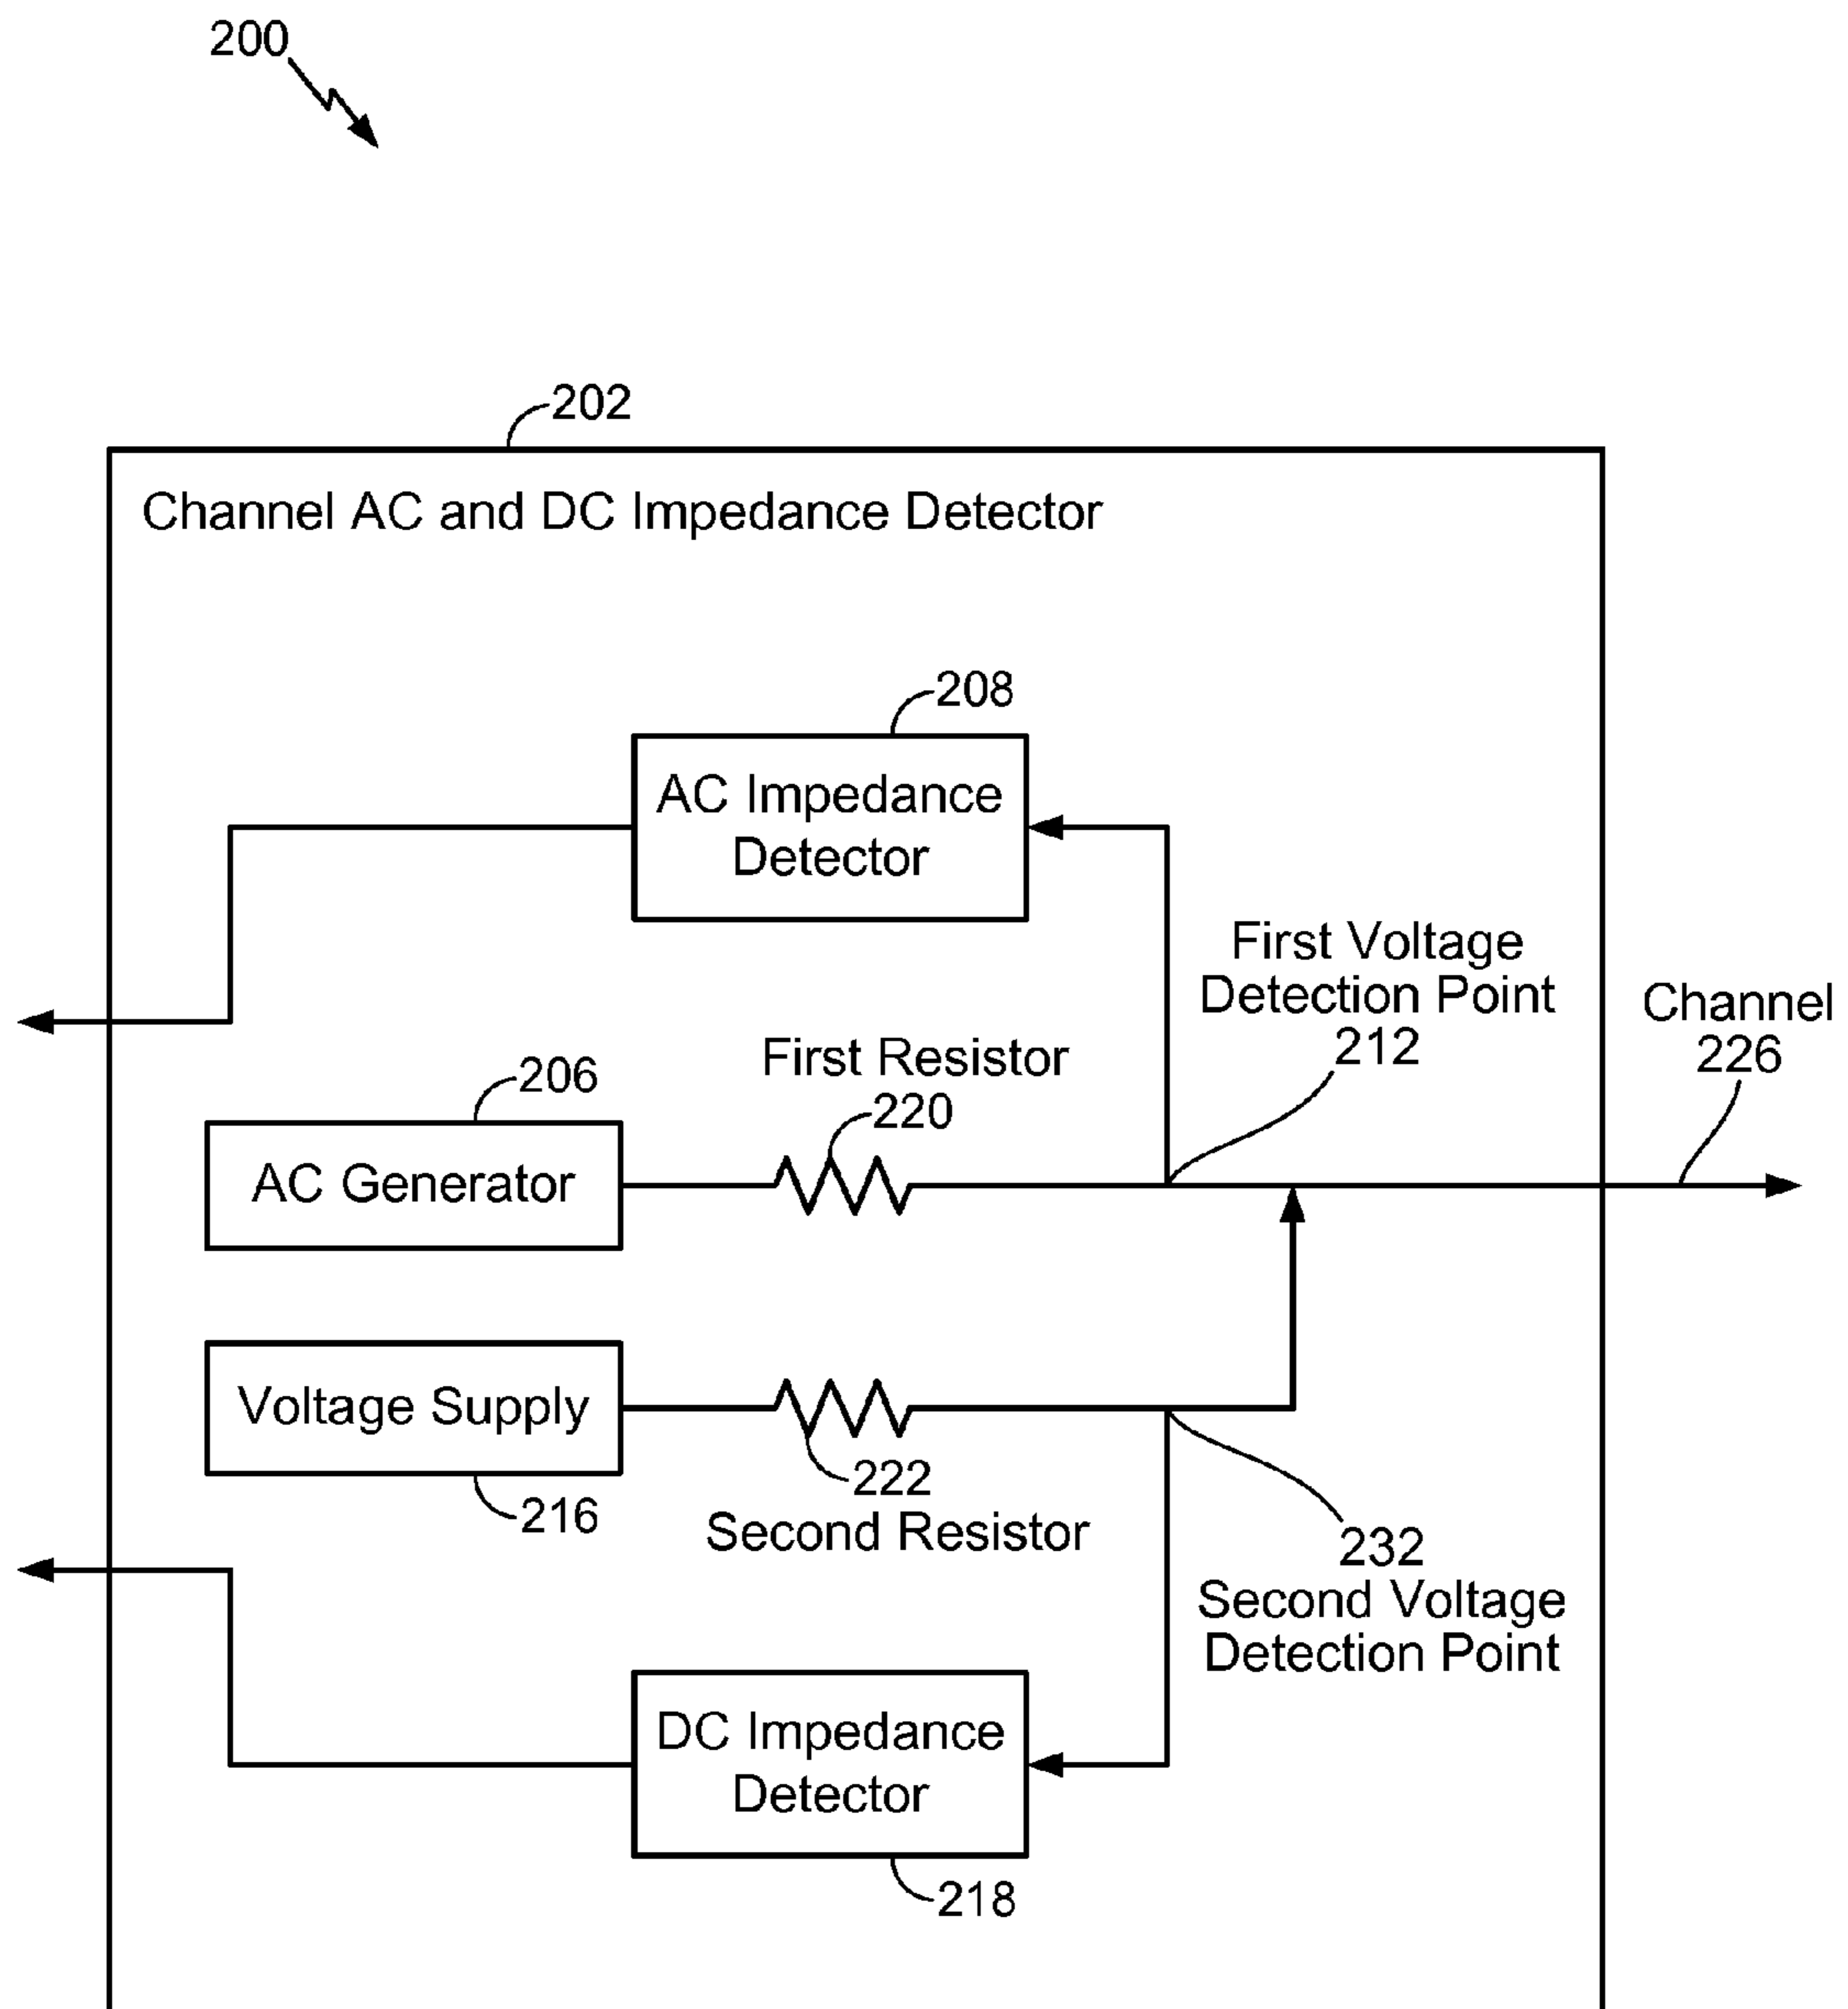 200
202
Channel AC and DC Impedance Detector
208
AC Impedance
Detector
First Voltage
Detection Point
212
Channel
226
First Resistor
220
206
AC Generator
Voltage Supply
216
222
Second Resistor
232
Second Voltage
Detection Point
DC Impedance
Detector
218